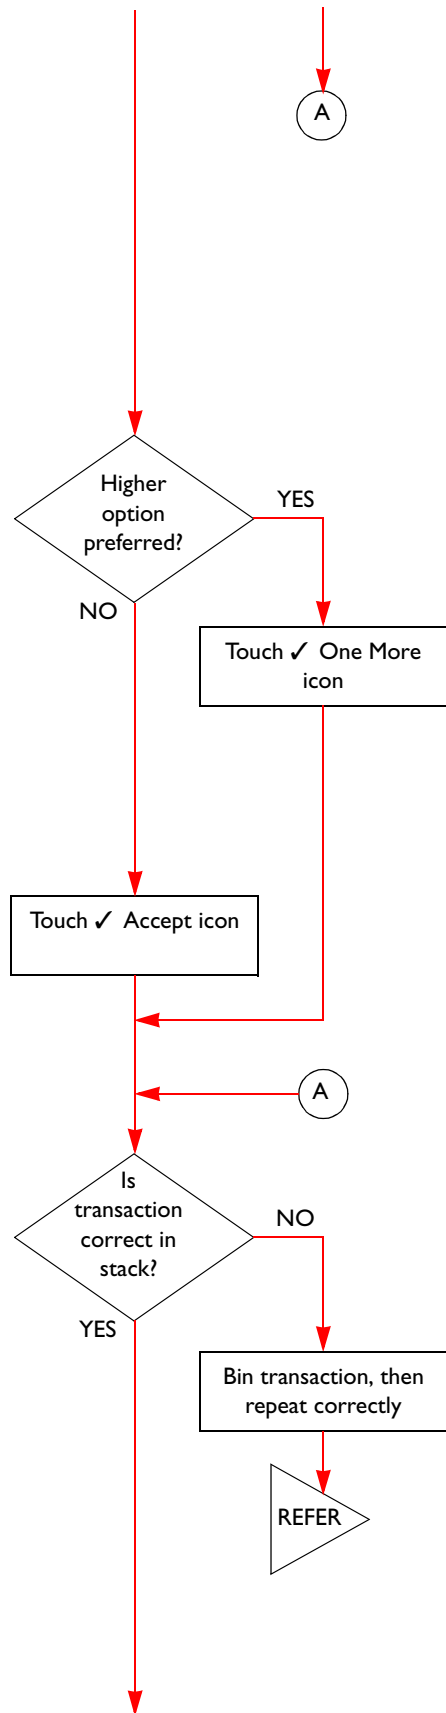 A
Higher
option
preferred?
YES
NO
Touch ✓ One More
icon
Touch ✓ Accept icon
A
Is
transaction
correct in
stack?
NO
YES
Bin transaction, then
repeat correctly
REFER